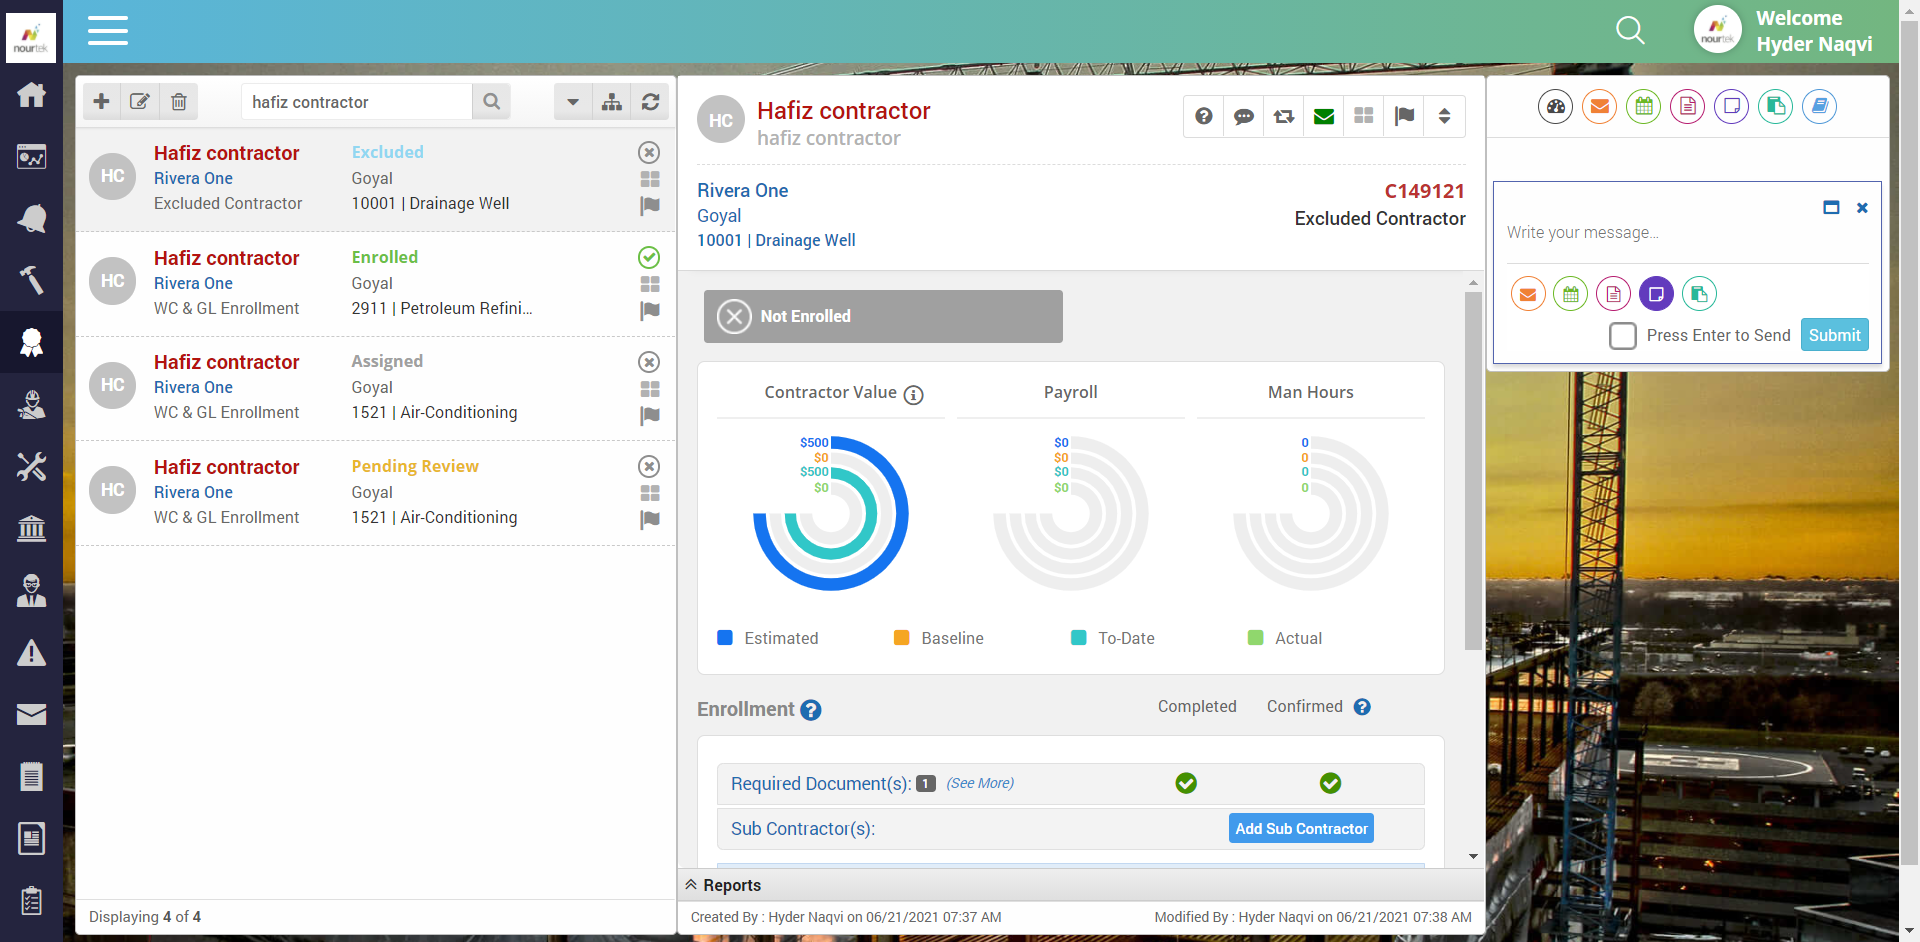 nourtek
nourtek
Welcome
Hyder Naqvi
hafiz contractor
HC
Hafiz contractor
Excluded
Rivera One
Goyal
Excluded Contractor
10001 | Drainage Well
HC
Hafiz contractor
Enrolled
Rivera One
Goyal
WC & GL Enrollment
2911 | Petroleum Refini...
HC
Hafiz contractor
Assigned
Rivera One
Goyal
WC & GL Enrollment
1521 | Air-Conditioning
HC
Hafiz contractor
Pending Review
Rivera One
Goyal
WC & GL Enrollment
1521 | Air-Conditioning
Displaying 4 of 4
HC
Hafiz contractor
hafiz contractor
Rivera One
C149121
Goyal
Excluded Contractor
10001 | Drainage Well
Not Enrolled
Contractor Value
Payroll
Man Hours
$500
$0
$500
$0
$0
$0
$0
$0
0
0
0
0
Estimated
Baseline
To-Date
Actual
Enrollment
Completed
Confirmed
Required Document(s): 1 (See More)
Sub Contractor(s):
Add Sub Contractor
Reports
Created By : Hyder Naqvi on 06/21/2021 07:37 AM
Modified By : Hyder Naqvi on 06/21/2021 07:38 AM
Write your message...
Press Enter to Send
Submit